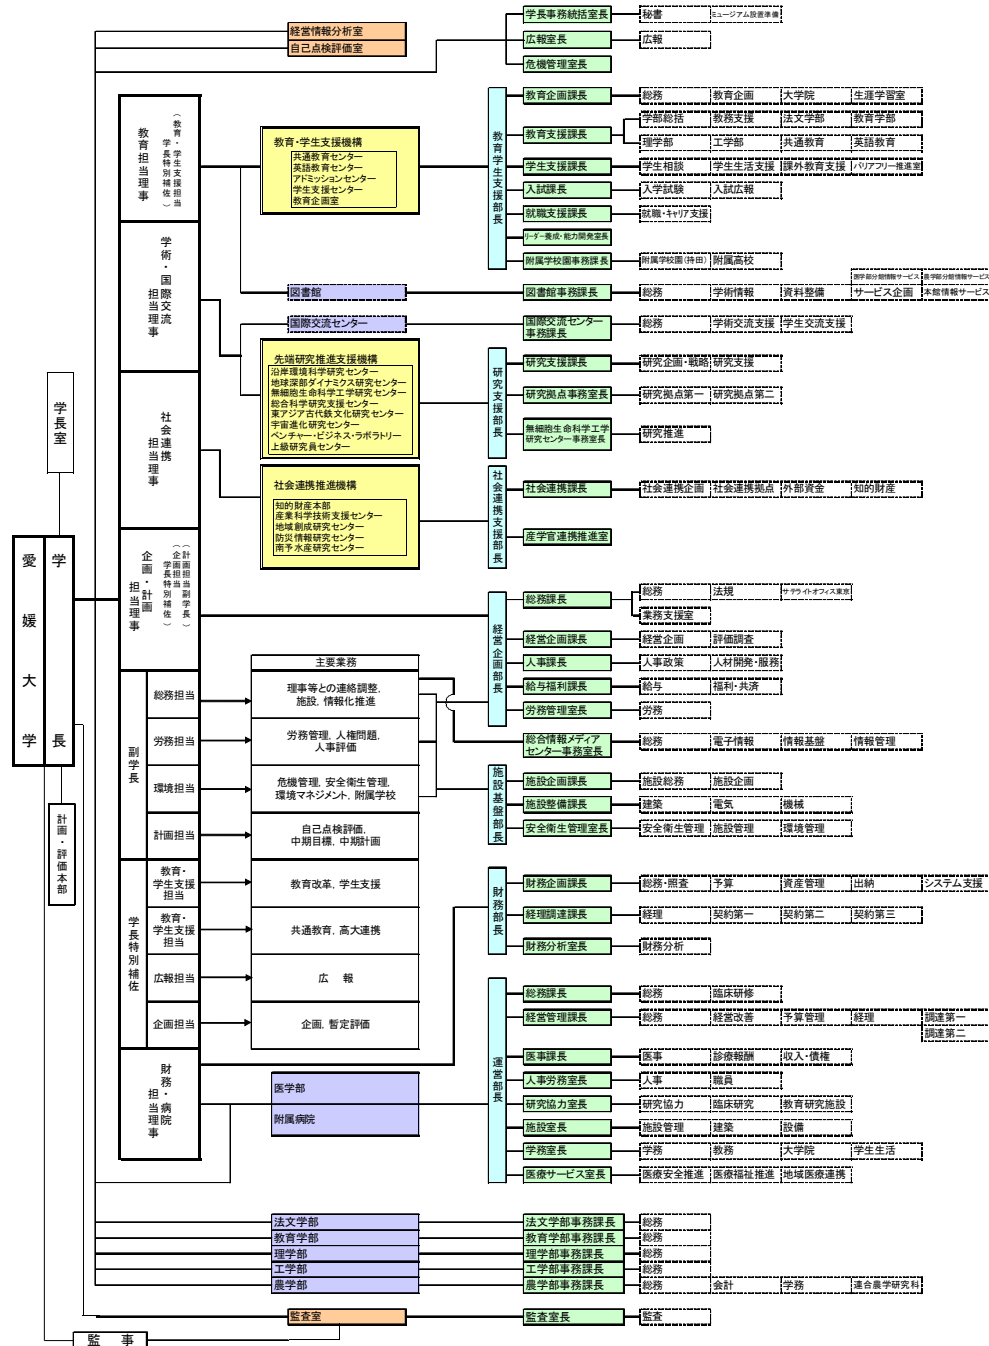 学長事務統括室長 秘書 ミュージアム設置準備
経営情報分析室
自己点検評価室
広報室長 広報
危機管理室長
教育担当理事
（教育・学生支援担当
学長特別補佐）
教育・学生支援機構
共通教育センター
英語教育センター
アドミッションセンター
学生支援センター
教育企画室
教育学生支援部長
教育企画課長 総務 教育企画 大学院 生涯学習室
教育支援課長 学部総括 教務支援 法文学部 教育学部
理学部 工学部 共通教育 英語教育
学生支援課長 学生相談 学生生活支援 課外教育支援 バリアフリー推進室
入試課長 入学試験 入試広報
就職支援課長 就職・キャリア支援
リーダー養成・能力開発室長
附属学校園事務課長 附属学校園(持田) 附属高校
医学部分館情報サービス 農学部分館情報サービス
図書館 図書館事務課長 総務 学術情報 資料整備 サービス企画 本館情報サービス
学術・国際交流
担当理事
国際交流センター 国際交流センター
事務課長 総務 学術交流支援 学生交流支援
先端研究推進支援機構
沿岸環境科学研究センター
地球深部ダイナミクス研究センター
無細胞生命科学工学研究センター
総合科学研究支援センター
東アジア古代鉄文化研究センター
宇宙進化研究センター
ベンチャー・ビジネス・ラボラトリー
上級研究員センター
研究支援部長
研究支援課長 研究企画・戦略 研究支援
研究拠点事務室長 研究拠点第一 研究拠点第二
無細胞生命科学工学
研究センター事務室長 研究推進
学長室
社会連携
担当理事
社会連携推進機構
知的財産本部
産業科学技術支援センター
地域創成研究センター
防災情報研究センター
南予水産研究センター
社会連携支援部長
社会連携課長 社会連携企画 社会連携拠点 外部資金 知的財産
産学官連携推進室
愛媛大学
学長
企画・計画
担当理事
（計画担当副学長）
（企画担当
学長特別補佐）
経営企画部長
総務課長 総務 法規 サテライトオフィス東京
業務支援室
経営企画課長 経営企画 評価調査
人事課長 人事政策 人材開発・服務
給与福利課長 給与 福利・共済
労務管理室長 労務
総合情報メディア
センター事務室長 総務 電子情報 情報基盤 情報管理
主要業務
副学長
総務担当 理事等との連絡調整,
施設, 情報化推進
労務担当 労務管理, 人権問題,
人事評価
環境担当 危機管理, 安全衛生管理,
環境マネジメント, 附属学校
計画担当 自己点検評価,
中期目標, 中期計画
施設基盤部長
施設企画課長 施設総務 施設企画
施設整備課長 建築 電気 機械
安全衛生管理室長 安全衛生管理 施設管理 環境管理
計画・評価本部
学長特別補佐
教育・
学生支援
担当 教育改革, 学生支援
教育・
学生支援
担当 共通教育, 高大連携
広報担当 広 報
企画担当 企画, 暫定評価
財務部長
財務企画課長 総務・照査 予算 資産管理 出納 システム支援
経理調達課長 経理 契約第一 契約第二 契約第三
財務分析室長 財務分析
財務・病院
担当理事
医学部
附属病院
運営部長
総務課長 総務 臨床研修
経営管理課長 総務 経営改善 予算管理 経理 調達第一
調達第二
医事課長 医事 診療報酬 収入・債権
人事労務室長 人事 職員
研究協力室長 研究協力 臨床研究 教育研究施設
施設室長 施設管理 建築 設備
学務室長 学務 教務 大学院 学生生活
医療サービス室長 医療安全推進 医療福祉推進 地域医療連携
法文学部 法文学部事務課長 総務
教育学部 教育学部事務課長 総務
理学部 理学部事務課長 総務
工学部 工学部事務課長 総務
農学部 農学部事務課長 総務 会計 学務 連合農学研究科
監査室 監査室長 監査
監 事